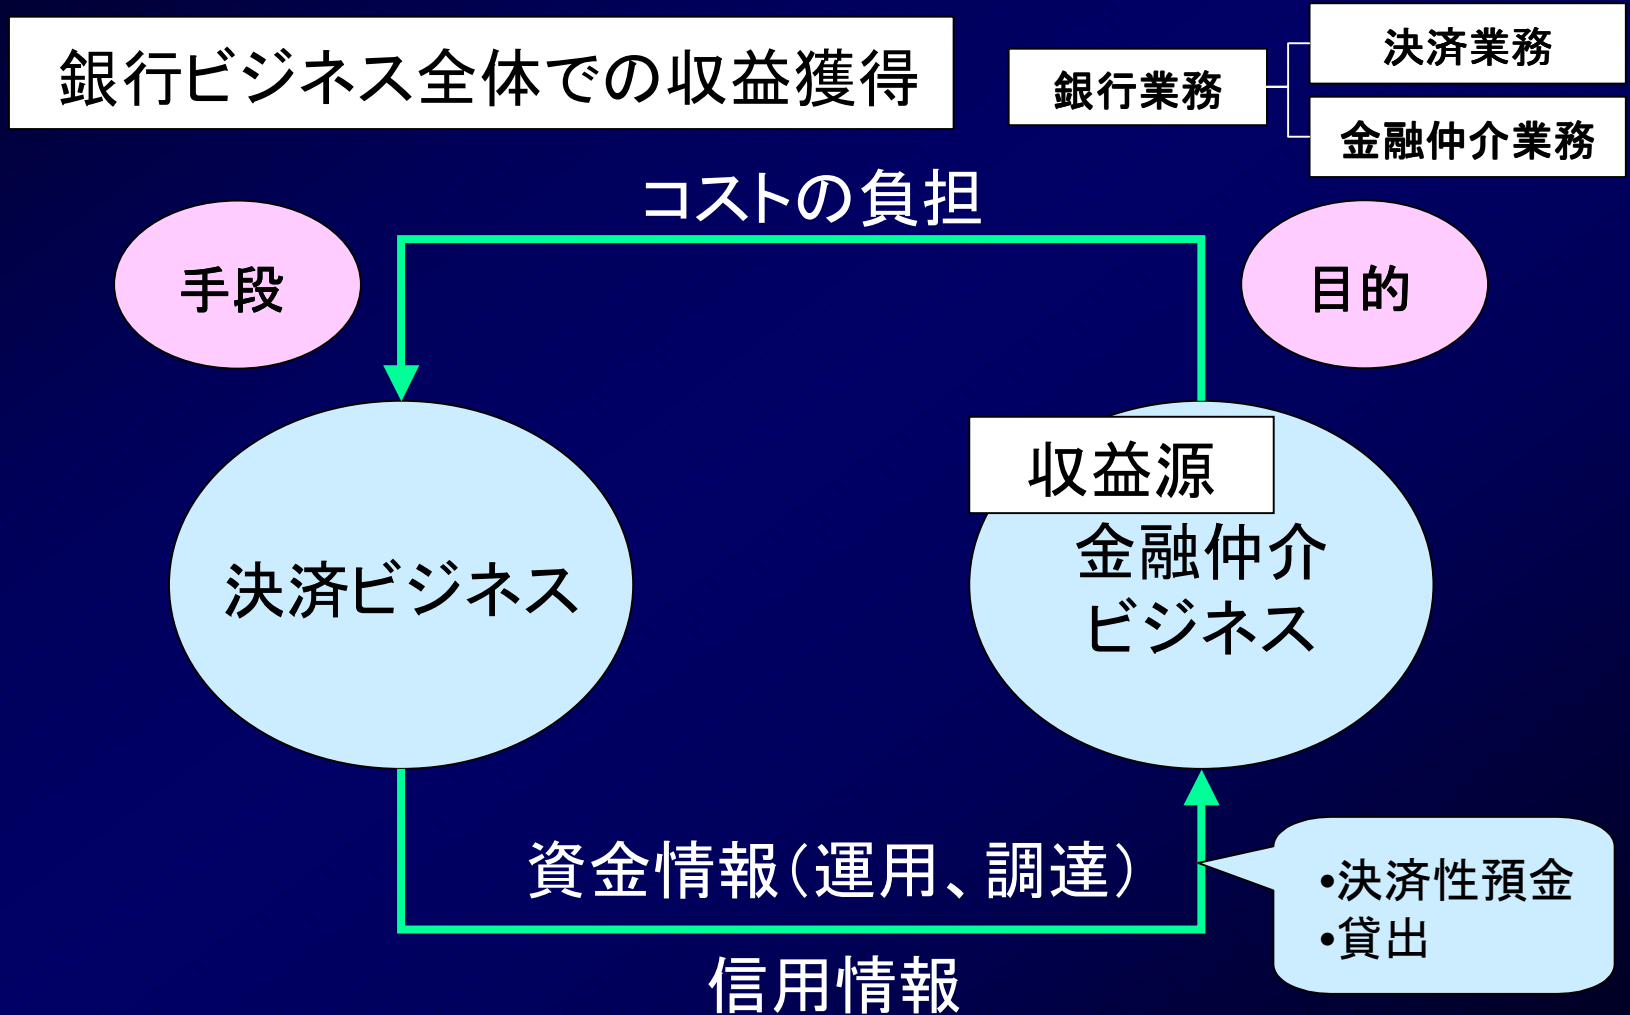 銀行ビジネス全体での収益獲得
銀行業務
決済業務
金融仲介業務
コストの負担
手段
目的
収益源
決済ビジネス
金融仲介
ビジネス
資金情報(運用、調達)
信用情報
•決済性預金
•貸出